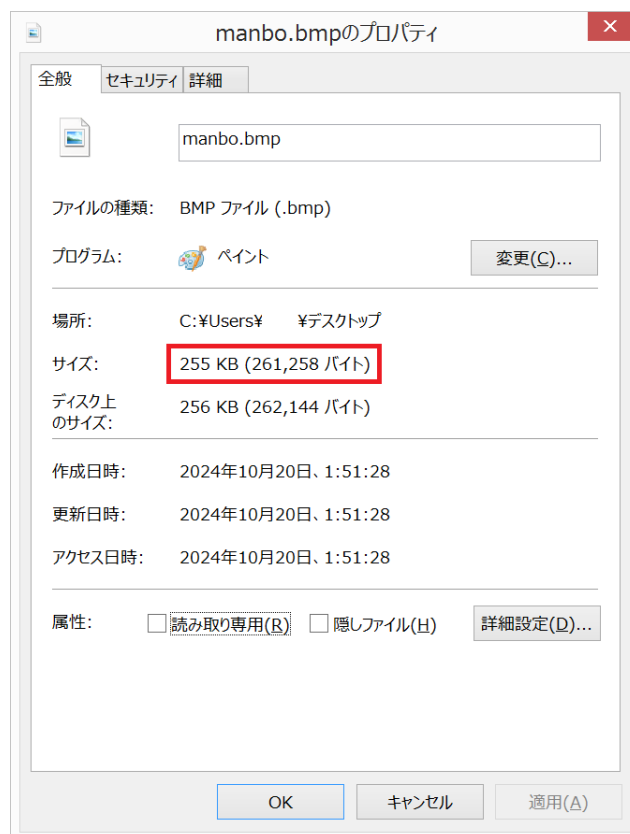 manbo.bmpのプロパティ
全般 セキュリティ 詳細
manbo.bmp
ファイルの種類: BMP ファイル (.bmp)
プログラム: ペイント 変更(C)...
場所: C:¥Users¥ ¥デスクトップ
サイズ: 255 KB (261,258 バイト)
ディスク上
のサイズ: 256 KB (262,144 バイト)
作成日時: 2024年10月20日、1:51:28
更新日時: 2024年10月20日、1:51:28
アクセス日時: 2024年10月20日、1:51:28
属性: 読み取り専用(R) 隠しファイル(H) 詳細設定(D)...
OK キャンセル 適用(A)